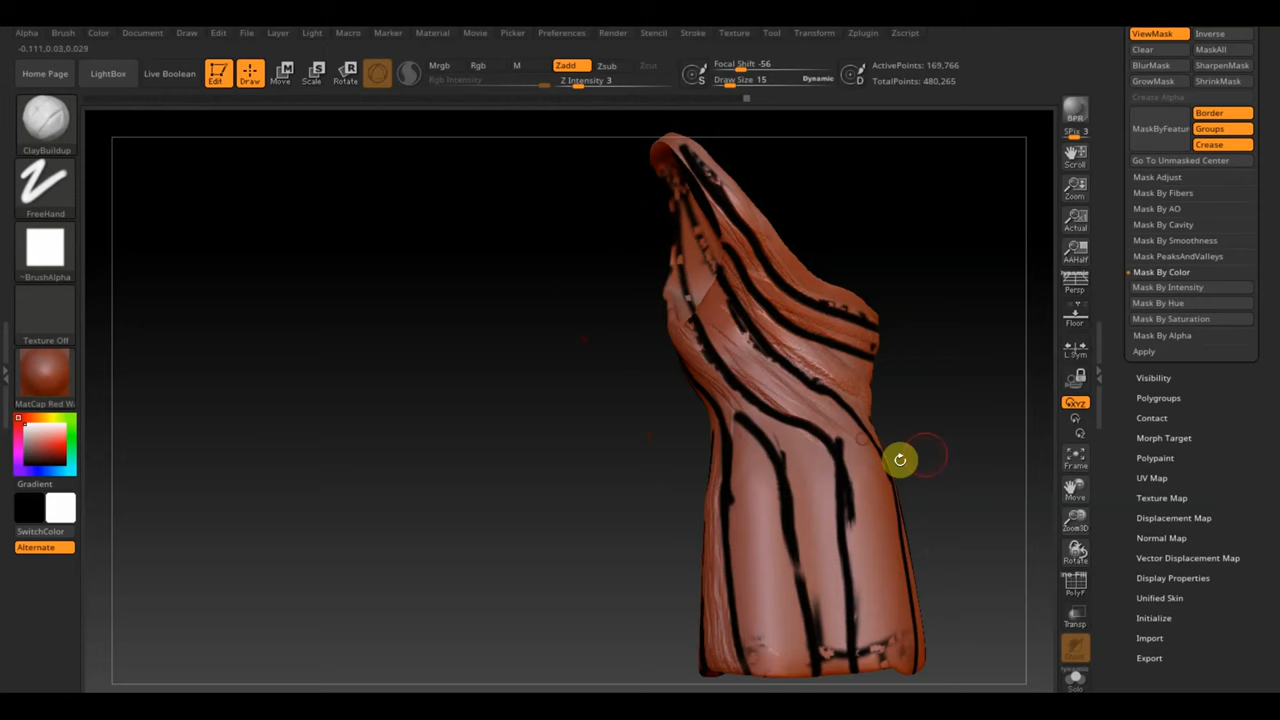 Alpha Brush Color Document Draw Edit File Layer Light Macro Marker Material Movie Picker Preferences Render Stencil Stroke Texture Tool Transform Zplugin Zscript
-0.111,0.03,0.029
Home Page
LightBox
Live Boolean
Edit
Draw
Move
Scale
Rotate
Mrgb Rgb M
Rgb Intensity
Zadd Zsub Zcut
Z Intensity 3
S
Focal Shift -56
Draw Size 15 Dynamic
D
ActivePoints: 169,766
TotalPoints: 480,265
ClayBuildup
FreeHand
~BrushAlpha
Texture Off
MatCap Red Wa
Gradient
SwitchColor
Alternate
BPR
SPix 3
Scroll
Zoom
Actual
AAHalf
Dynamic
Persp
Floor
L.Sym
XYZ
Frame
Move
Zoom3D
Rotate
PolyF
Transp
Dynamic
Solo
ViewMask Inverse
Clear MaskAll
BlurMask SharpenMask
GrowMask ShrinkMask
Create Alpha
MaskByFeatur
Border
Groups
Crease
Go To Unmasked Center
Mask Adjust
Mask By Fibers
Mask By AO
Mask By Cavity
Mask By Smoothness
Mask PeaksAndValleys
Mask By Color
Mask By Intensity
Mask By Hue
Mask By Saturation
Mask By Alpha
Apply
Visibility
Polygroups
Contact
Morph Target
Polypaint
UV Map
Texture Map
Displacement Map
Normal Map
Vector Displacement Map
Display Properties
Unified Skin
Initialize
Import
Export